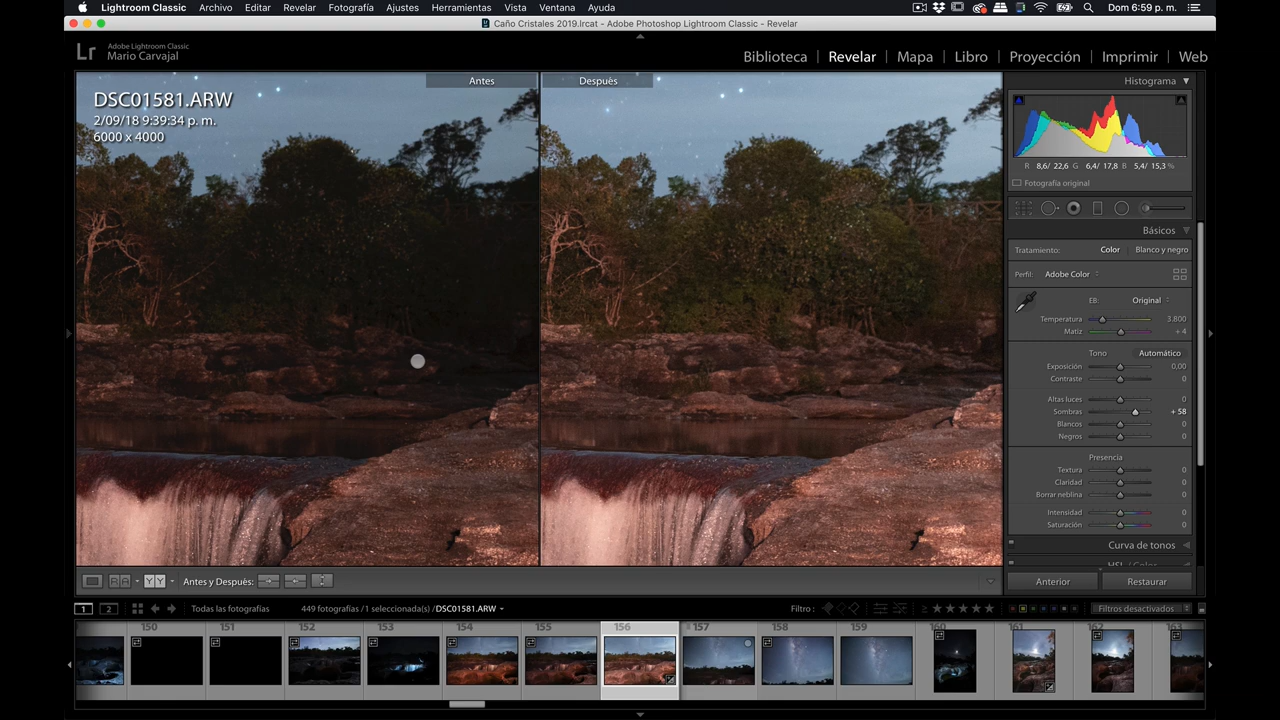 Lightroom Classic Archivo Editar Revelar Fotografía Ajustes Herramientas Vista Ventana Ayuda Dom 6:59 p. m.
Caño Cristales 2019.lrcat - Adobe Photoshop Lightroom Classic - Revelar
Lr Adobe Lightroom Classic
Mario Carvajal
Biblioteca | Revelar | Mapa | Libro | Proyección | Imprimir | Web
Antes
Después
Histograma
DSC01581.ARW
2/09/18 9:39:34 p. m.
6000 x 4000
R 8,6/ 22,6 G 6,4/ 17,8 B 5,4/ 15,3 %
Fotografía original
Básicos
Tratamiento: Color Blanco y negro
Perfil: Adobe Color
EB: Original
Temperatura 3.800
Matiz + 4
Tono Automático
Exposición 0,00
Contraste 0
Altas luces 0
Sombras + 58
Blancos 0
Negros 0
Presencia
Textura 0
Claridad 0
Borrar neblina 0
Intensidad 0
Saturación 0
Curva de tonos
HSL / Color
Anterior Restaurar
RA YY Antes y Después:
1 2 Todas las fotografías 449 fotografías / 1 seleccionada(s) / DSC01581.ARW Filtro : Filtros desactivados
150 151 152 153 154 155 156 157 158 159 160 161 162 163